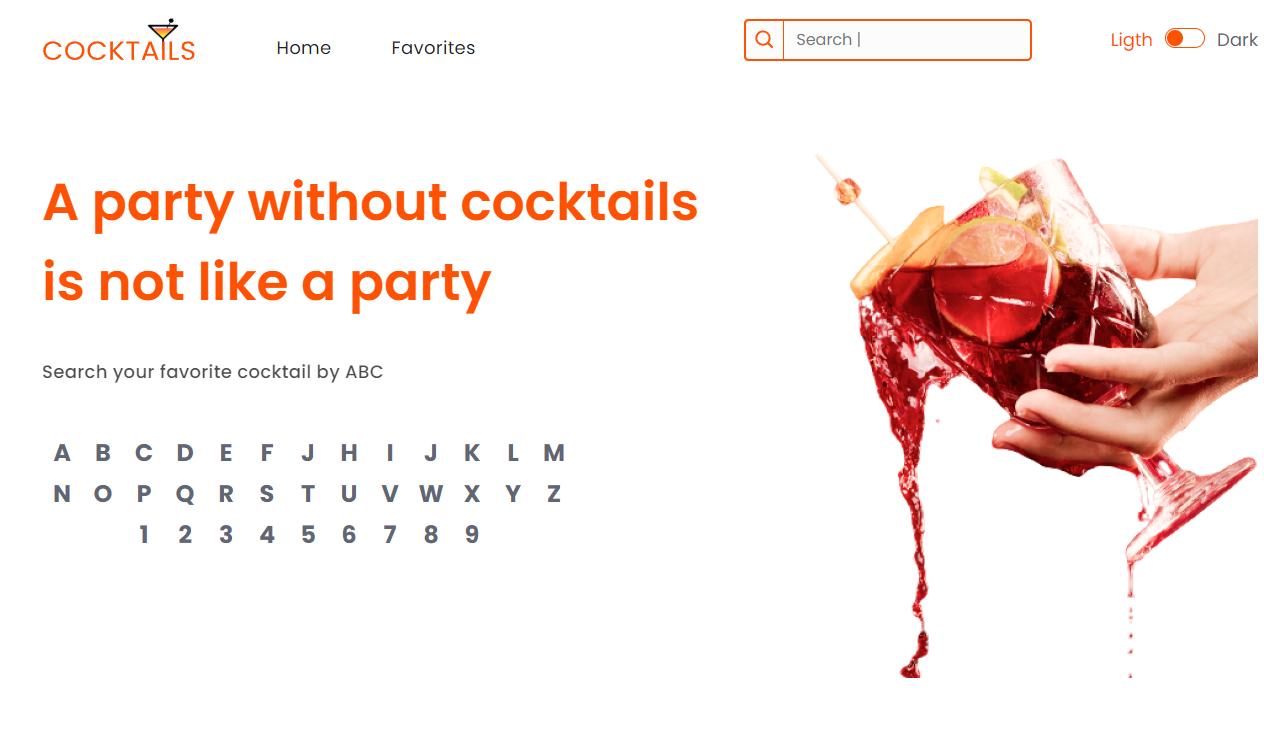 COCKTAILS Home Favorites Search | Ligth Dark
A party without cocktails
is not like a party
Search your favorite cocktail by ABC
A B C D E F J H I J K L M
N O P Q R S T U V W X Y Z
1 2 3 4 5 6 7 8 9